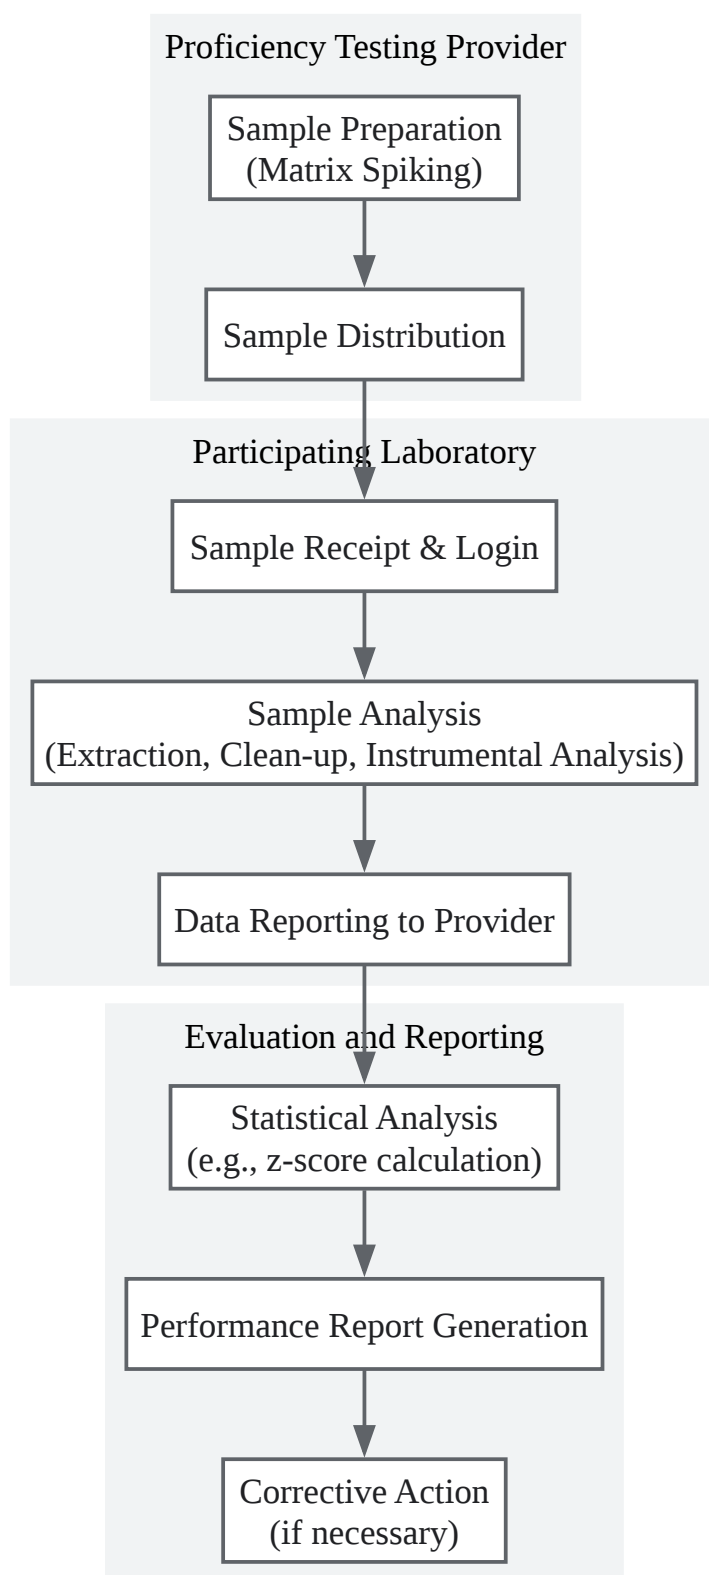 Proficiency Testing Provider
Sample Preparation
(Matrix Spiking)
Sample Distribution
Participating Laboratory
Sample Receipt & Login
Sample Analysis
(Extraction, Clean-up, Instrumental Analysis)
Data Reporting to Provider
Evaluation and Reporting
Statistical Analysis
(e.g., z-score calculation)
Performance Report Generation
Corrective Action
(if necessary)